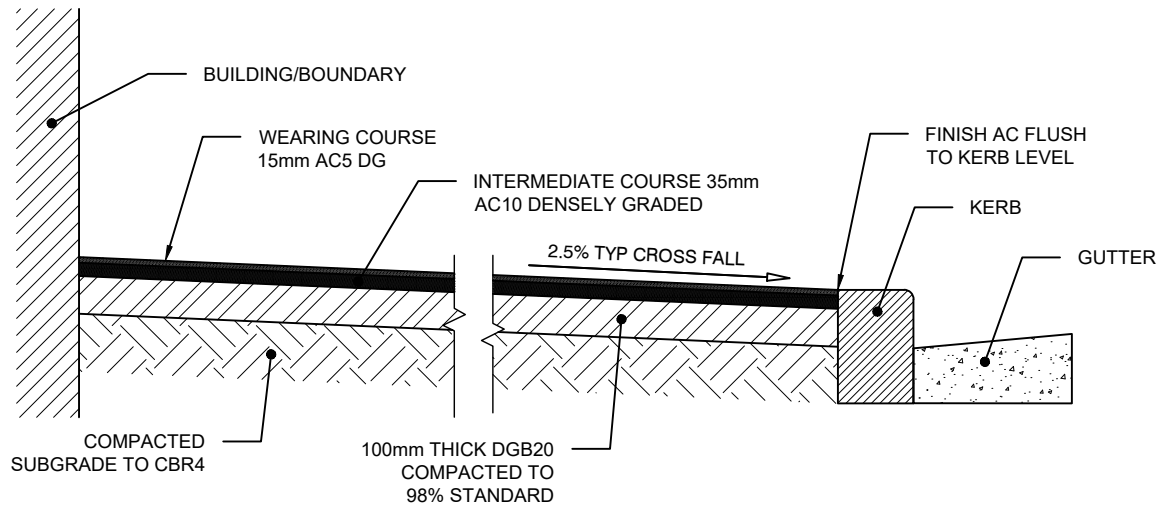 BUILDING/BOUNDARY
WEARING COURSE
15mm AC5 DG
INTERMEDIATE COURSE 35mm
AC10 DENSELY GRADED
FINISH AC FLUSH
TO KERB LEVEL
KERB
2.5% TYP CROSS FALL
GUTTER
COMPACTED
SUBGRADE TO CBR4
100mm THICK DGB20
COMPACTED TO
98% STANDARD